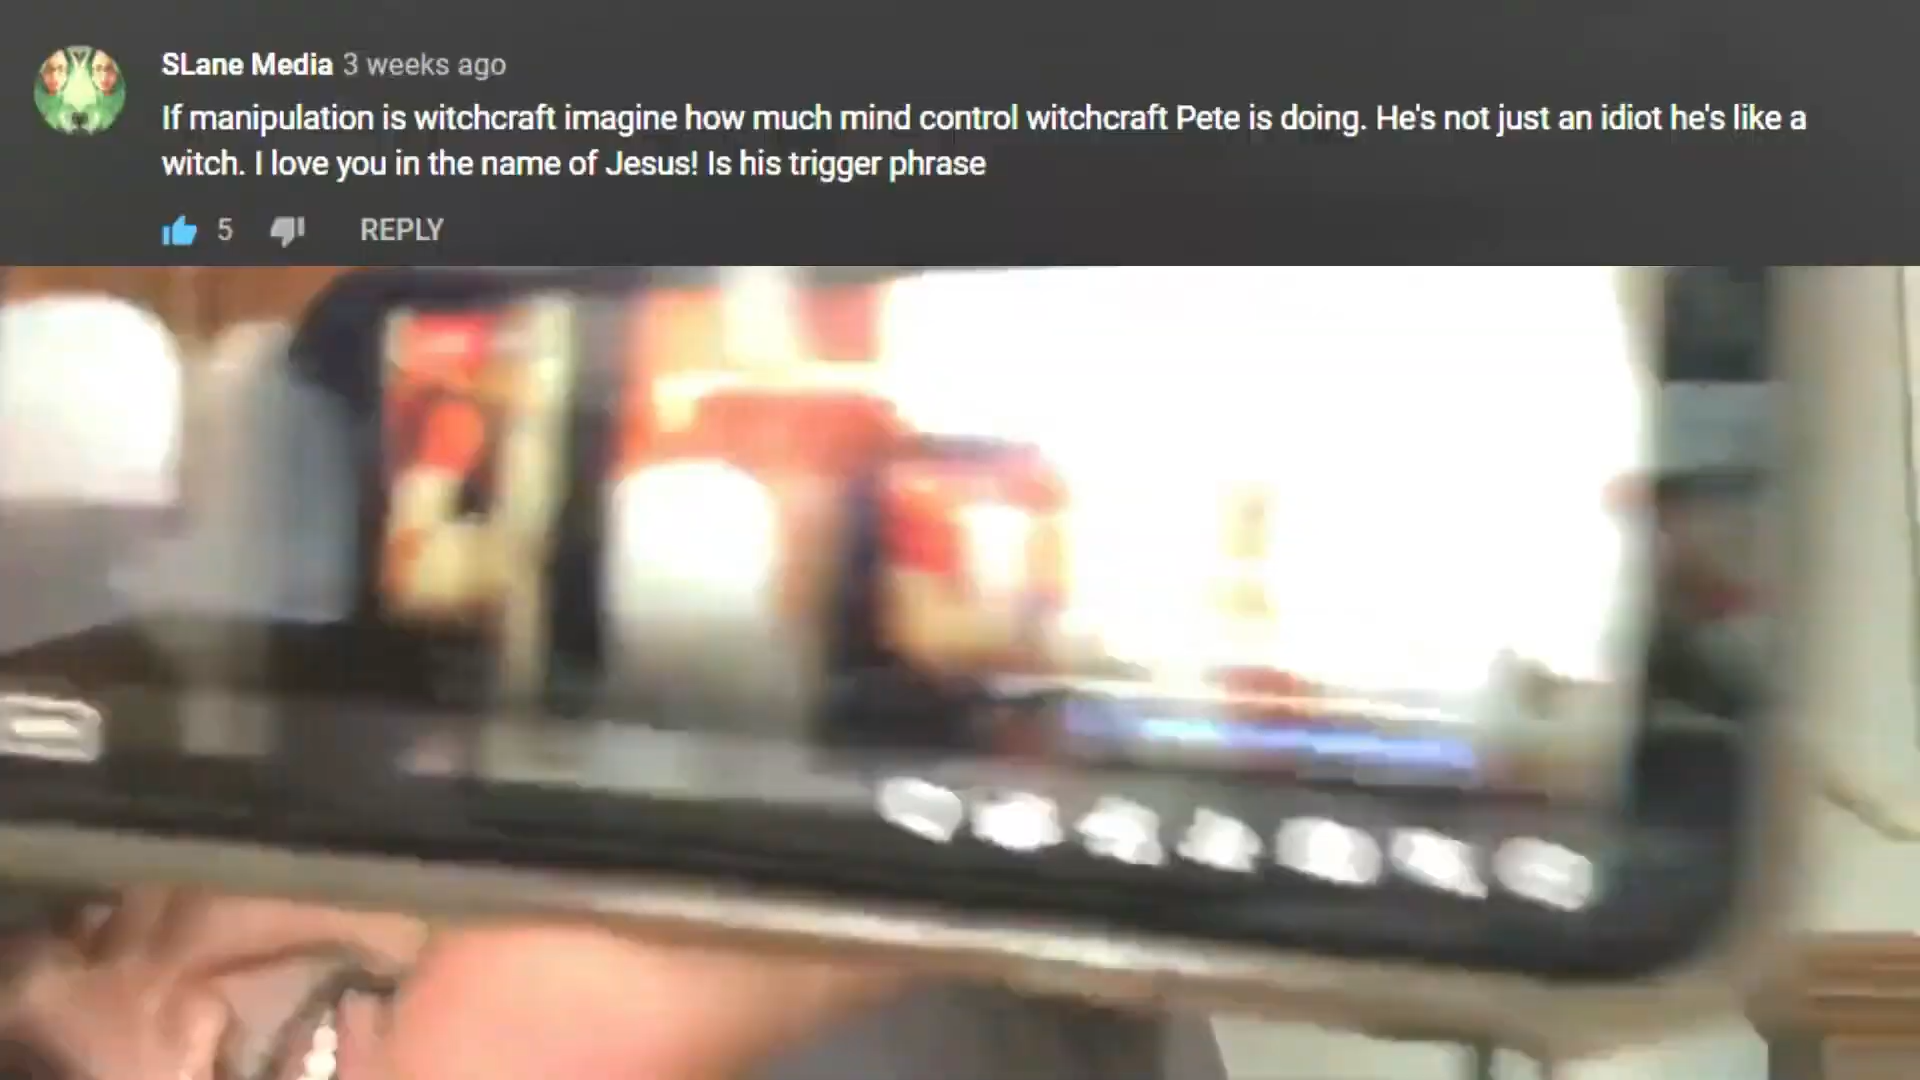 SLane Media 3 weeks ago
If manipulation is witchcraft imagine how much mind control witchcraft Pete is doing. He's not just an idiot he's like a
witch. I love you in the name of Jesus! Is his trigger phrase
5 REPLY